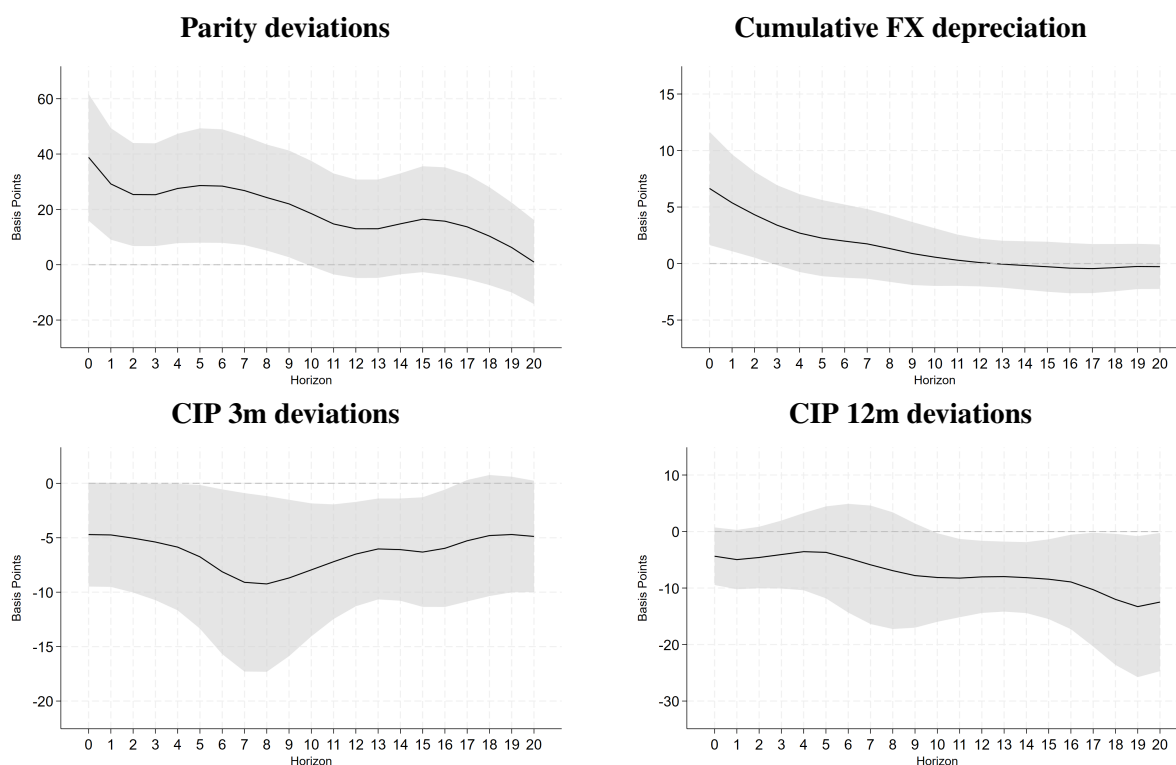 Parity deviations
Basis Points
60
40
20
0
-20
0 1 2 3 4 5 6 7 8 9 10 11 12 13 14 15 16 17 18 19 20
Horizon
Cumulative FX depreciation
Basis Points
15
10
5
0
-5
0 1 2 3 4 5 6 7 8 9 10 11 12 13 14 15 16 17 18 19 20
Horizon
CIP 3m deviations
Basis Points
0
-5
-10
-15
-20
0 1 2 3 4 5 6 7 8 9 10 11 12 13 14 15 16 17 18 19 20
Horizon
CIP 12m deviations
Basis Points
10
0
-10
-20
-30
0 1 2 3 4 5 6 7 8 9 10 11 12 13 14 15 16 17 18 19 20
Horizon